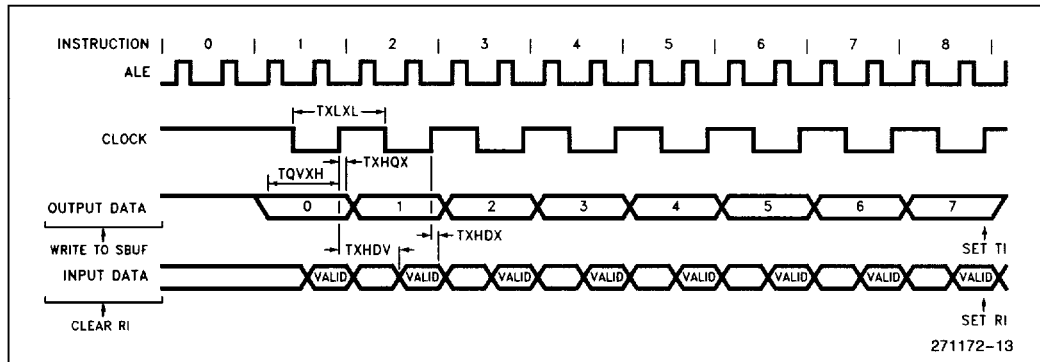 INSTRUCTION | 0 | 1 | 2 | 3 | 4 | 5 | 6 | 7 | 8 |
ALE
TXLXL
CLOCK
TXHQX
TQVXH
OUTPUT DATA 0 1 2 3 4 5 6 7
WRITE TO SBUF
TXHDV
TXHDX
SET TI
INPUT DATA VALID VALID VALID VALID VALID VALID VALID VALID
CLEAR RI
SET RI
271172-13